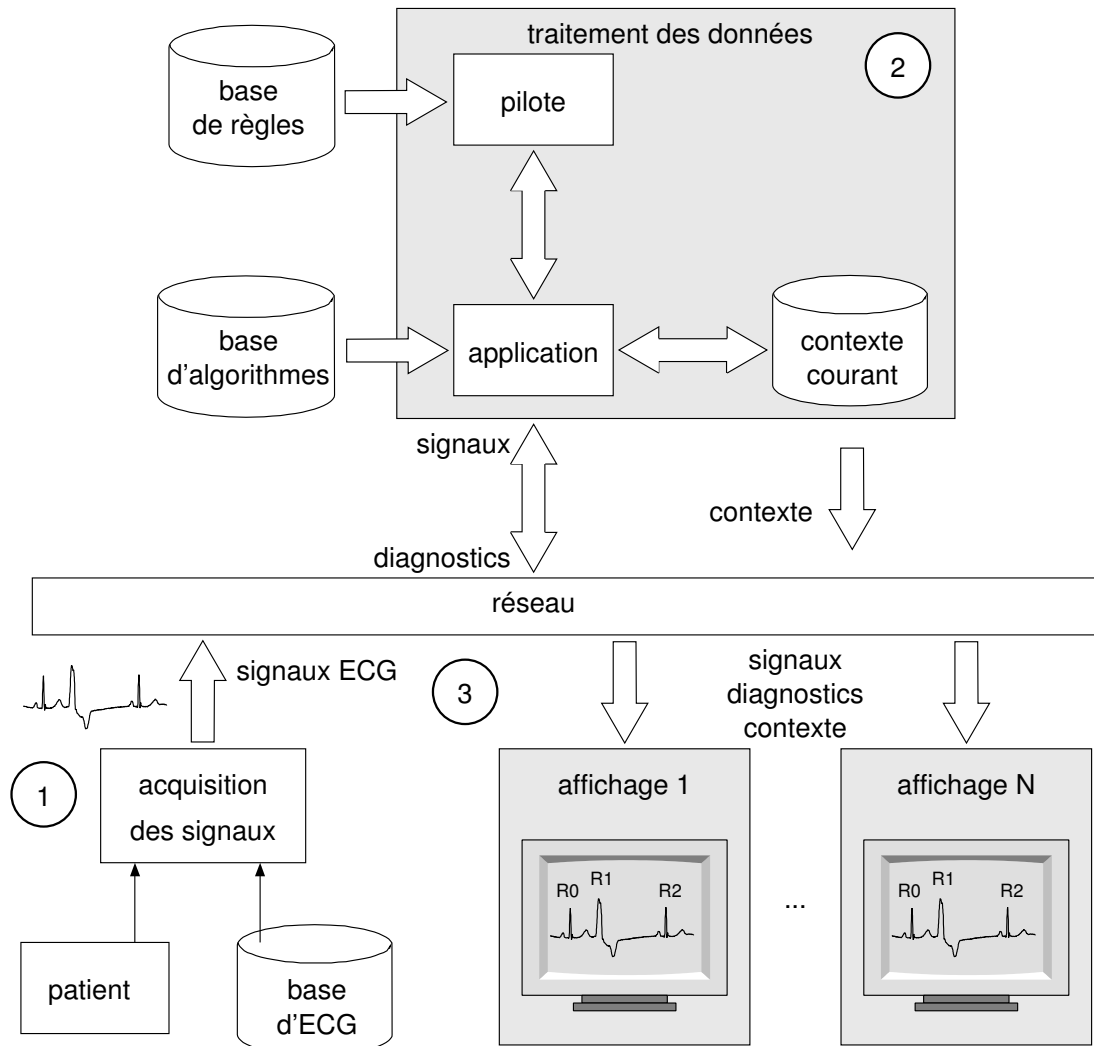 traitement des données
2
base
de règles
pilote
base
d'algorithmes
application
contexte
courant
signaux
contexte
diagnostics
réseau
signaux ECG
3
signaux
diagnostics
contexte
1
acquisition
des signaux
affichage 1
affichage N
R0
R1
R2
...
R0
R1
R2
patient
base
d'ECG